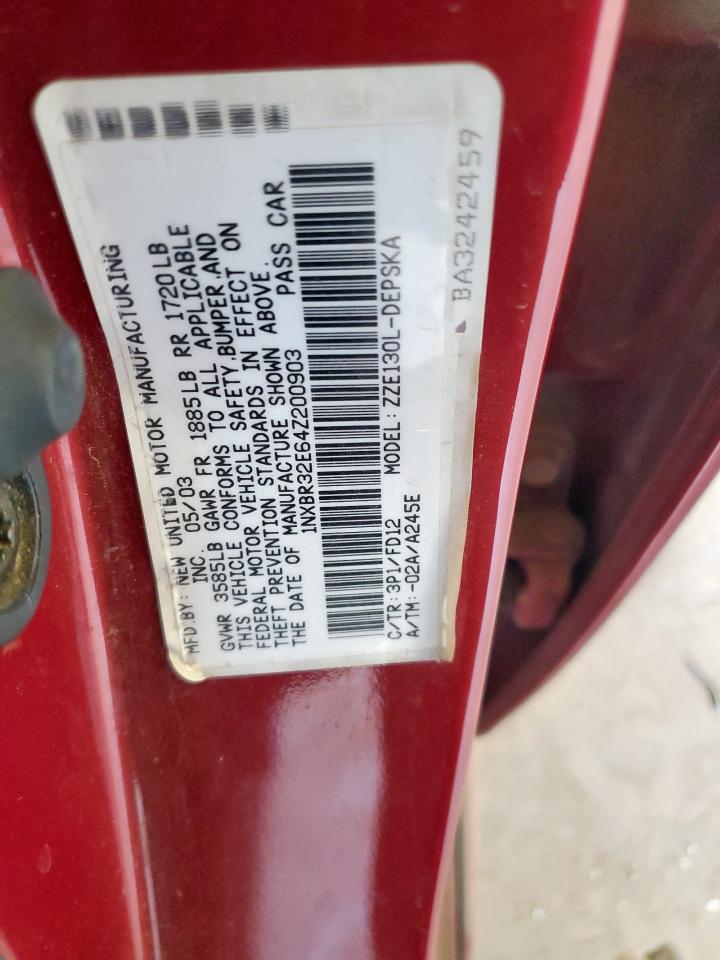 MFD.BY: NEW UNITED MOTOR MANUFACTURING
INC. 05/03
GVWR 3585LB GAWR FR 1885LB RR 1720LB
THIS VEHICLE CONFORMS TO ALL APPLICABLE
FEDERAL MOTOR VEHICLE SAFETY,BUMPER,AND
THEFT PREVENTION STANDARDS IN EFFECT ON
THE DATE OF MANUFACTURE SHOWN ABOVE.
1NXBR32E64Z200903 PASS CAR
C/TR:3P1/FD12 MODEL:ZZE130L-DEPSKA
A/TM:-02A/A245E
BA3242459